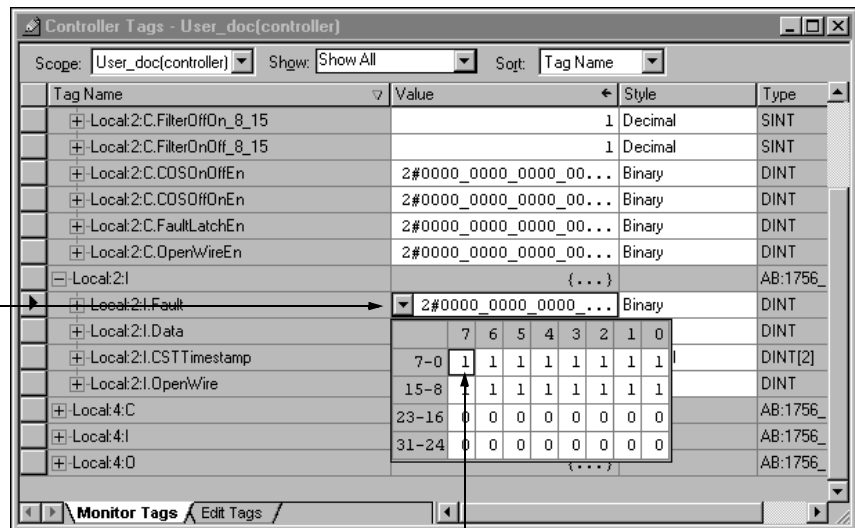 Controller Tags - User_doc(controller)
Scope: User_doc(controller) Show: Show All Sort: Tag Name
Tag Name Value Style Type
Local:2:C.FilterOffOn_8_15 1 Decimal SINT
Local:2:C.FilterOnOff_8_15 1 Decimal SINT
Local:2:C.COSOnOffEn 2#0000_0000_0000_00... Binary DINT
Local:2:C.COSOffOnEn 2#0000_0000_0000_00... Binary DINT
Local:2:C.FaultLatchEn 2#0000_0000_0000_00... Binary DINT
Local:2:C.OpenWireEn 2#0000_0000_0000_00... Binary DINT
Local:2:I {...} AB:1756_
Local:2:I.Fault 2#0000_0000_0000_... Binary DINT
Local:2:I.Data DINT
7 6 5 4 3 2 1 0
Local:2:I.CSTTimestamp DINT[2]
7-0 1 1 1 1 1 1 1 1
Local:2:I.OpenWire DINT
15-8 1 1 1 1 1 1 1 1
Local:4:C AB:1756_
23-16 0 0 0 0 0 0 0 0
Local:4:I AB:1756_
31-24 0 0 0 0 0 0 0 0
Local:4:O {...} AB:1756_
Monitor Tags Edit Tags